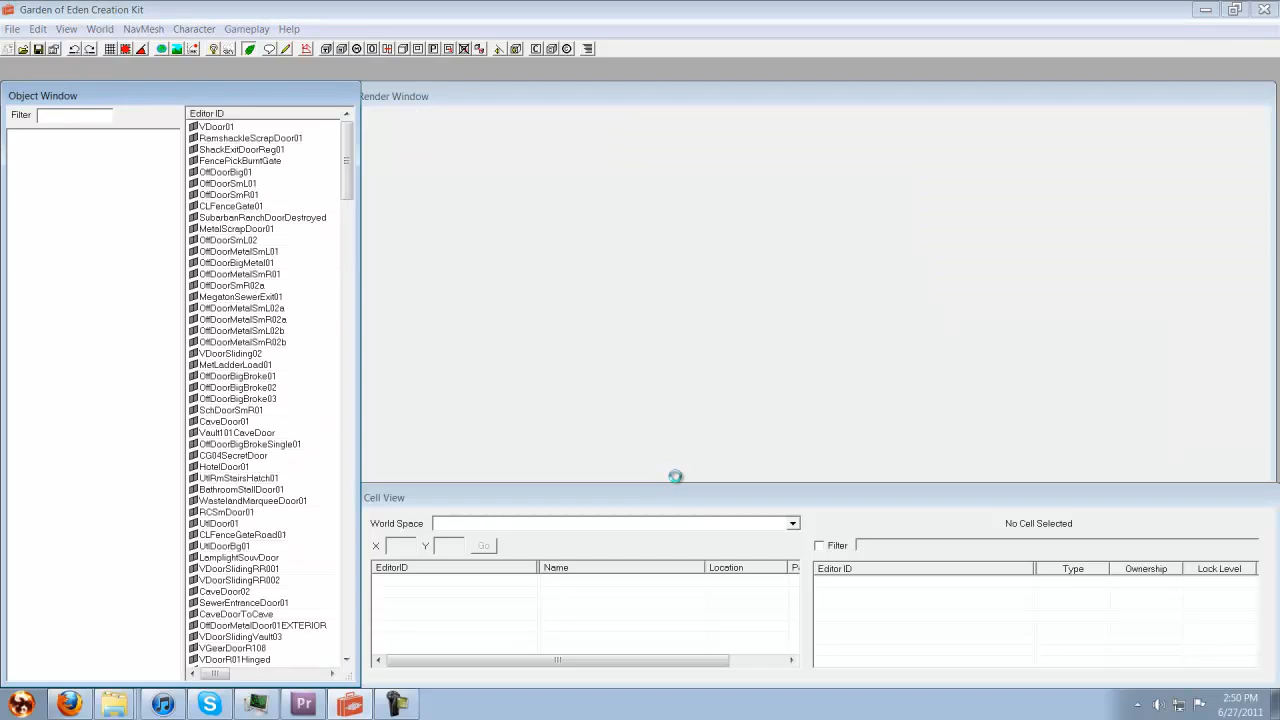 Garden of Eden Creation Kit
File Edit View World NavMesh Character Gameplay Help
Object Window
Render Window
Filter
Editor ID
VDoor01
RamshackleScrapDoor01
ShackExitDoorReg01
FencePickBurntGate
OffDoorBig01
OffDoorSmL01
OffDoorSmR01
CLFenceGate01
SubarbanRanchDoorDestroyed
MetalScrapDoor01
OffDoorSmL02
OffDoorMetalSmL01
OffDoorBigMetal01
OffDoorMetalSmR01
OffDoorSmR02a
MegatonSewerExit01
OffDoorMetalSmL02a
OffDoorMetalSmR02a
OffDoorMetalSmL02b
OffDoorMetalSmR02b
VDoorSliding02
MetLadderLoad01
OffDoorBigBroke01
OffDoorBigBroke02
OffDoorBigBroke03
SchDoorSmR01
CaveDoor01
Vault101CaveDoor
OffDoorBigBrokeSingle01
CG04SecretDoor
HotelDoor01
UtlRmStairsHatch01
BathroomStallDoor01
WastelandMarqueeDoor01
RCSmDoor01
UtlDoor01
CLFenceGateRoad01
UtlDoorBg01
LamplightSouvDoor
VDoorSlidingRR001
VDoorSlidingRR002
CaveDoor02
SewerEntranceDoor01
CaveDoorToCave
OffDoorMetalDoor01EXTERIOR
VDoorSlidingVault03
VGearDoorR108
VDoorR01Hinged
Cell View
World Space
No Cell Selected
X Y Go
Filter
EditorID Name Location
Editor ID Type Ownership Lock Level
2:50 PM
6/27/2011